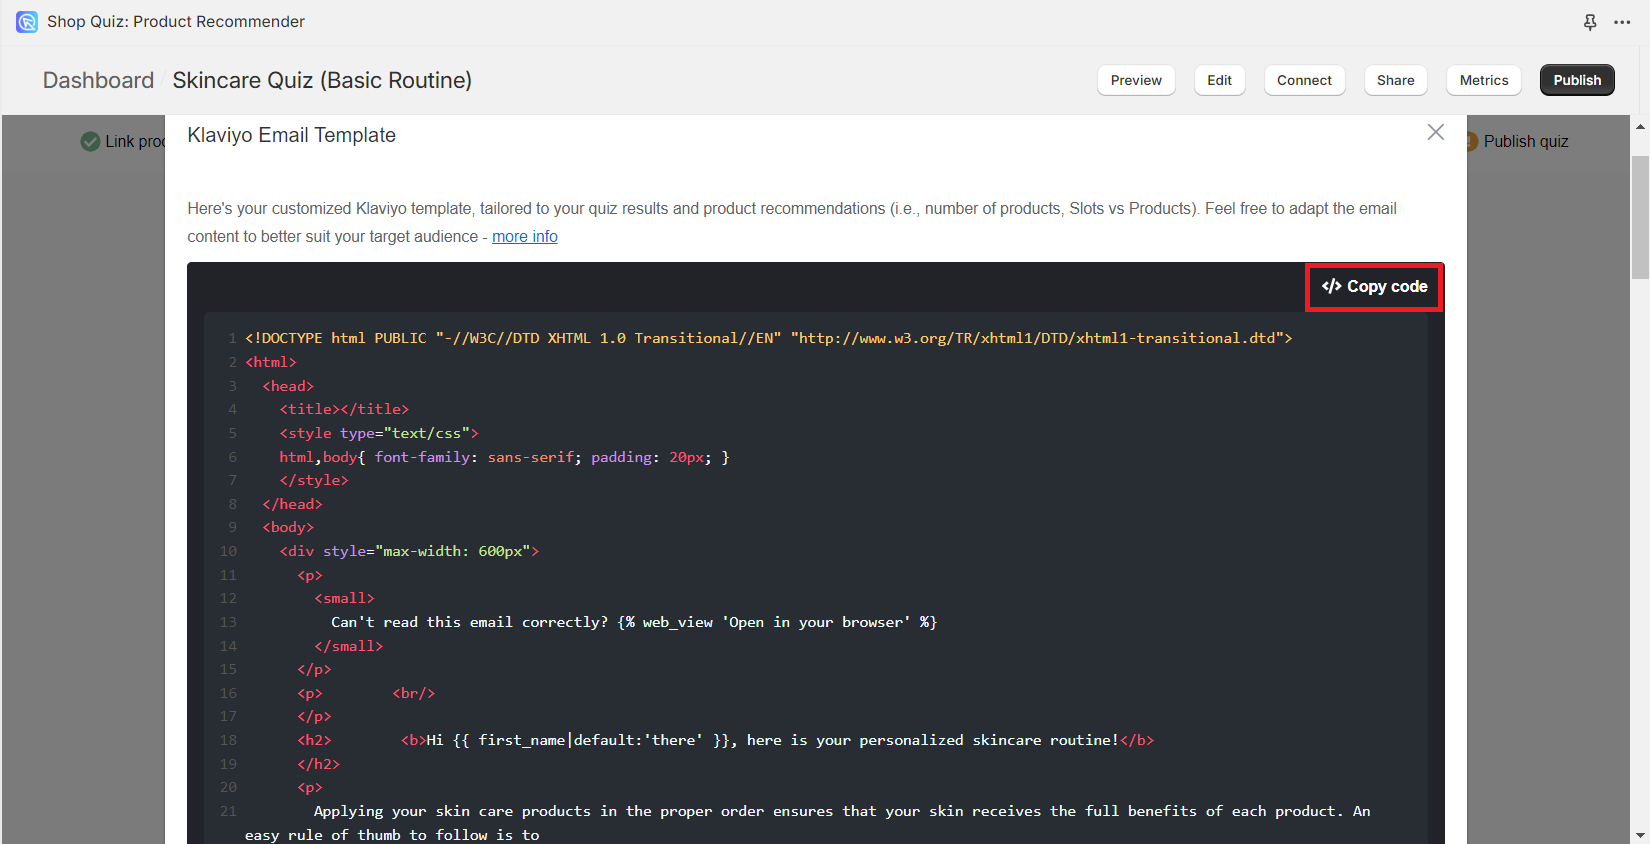 Shop Quiz: Product Recommender
Dashboard / Skincare Quiz (Basic Routine)
Preview
Edit
Connect
Share
Metrics
Publish
Link
Publish quiz
Klaviyo Email Template
Here's your customized Klaviyo template, tailored to your quiz results and product recommendations (i.e., number of products, Slots vs Products). Feel free to adapt the email
content to better suit your target audience - more info
</> Copy code
1 <!DOCTYPE html PUBLIC "-//W3C//DTD XHTML 1.0 Transitional//EN" "http://www.w3.org/TR/xhtml1/DTD/xhtml1-transitional.dtd">
2 <html>
3   <head>
4     <title></title>
5     <style type="text/css">
6     html,body{ font-family: sans-serif; padding: 20px; }
7     </style>
8   </head>
9   <body>
10     <div style="max-width: 600px">
11       <p>
12         <small>
13           Can't read this email correctly? {% web_view 'Open in your browser' %}
14         </small>
15       </p>
16       <p>        <br/>
17       </p>
18       <h2>        <b>Hi {{ first_name|default:'there' }}, here is your personalized skincare routine!</b>
19       </h2>
20       <p>
21         Applying your skin care products in the proper order ensures that your skin receives the full benefits of each product. An
easy rule of thumb to follow is to